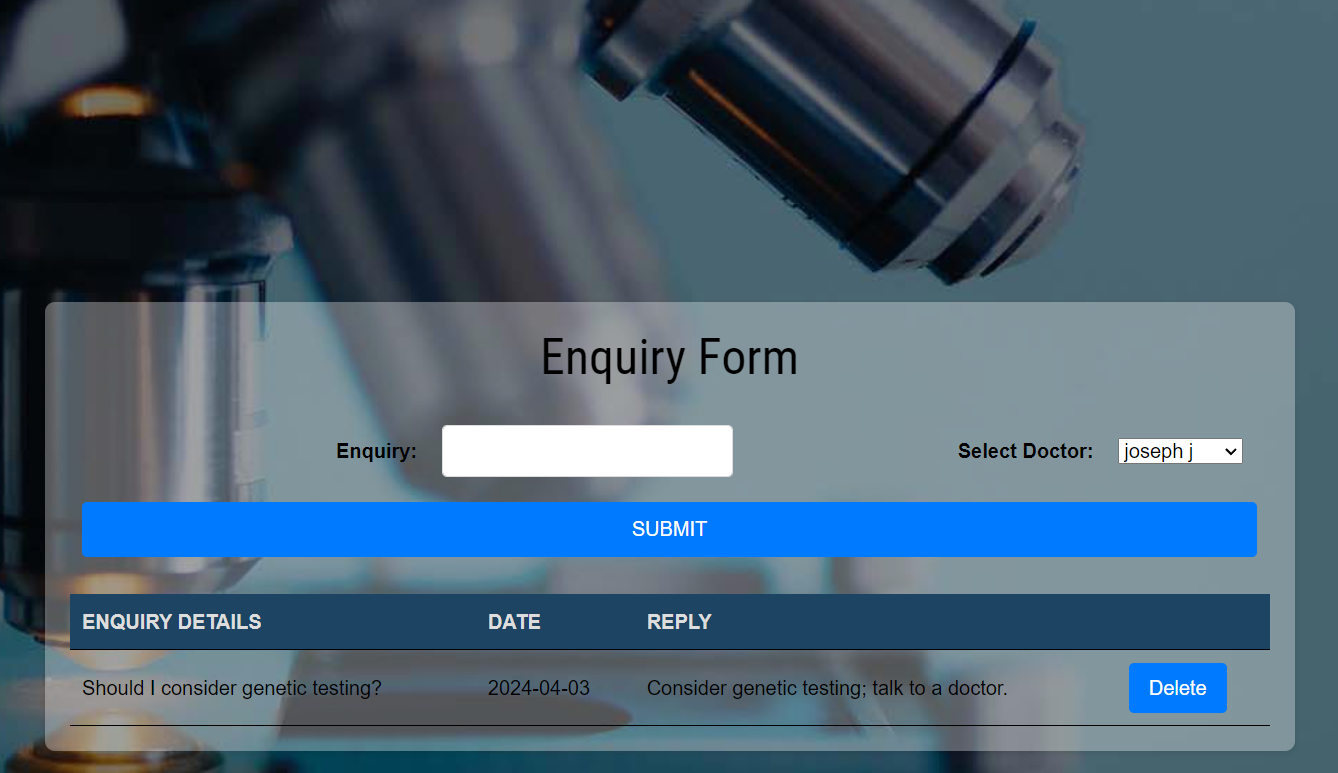 Enquiry Form
Enquiry: Select Doctor: joseph j
SUBMIT
ENQUIRY DETAILS DATE REPLY
Should I consider genetic testing? 2024-04-03 Consider genetic testing; talk to a doctor. Delete